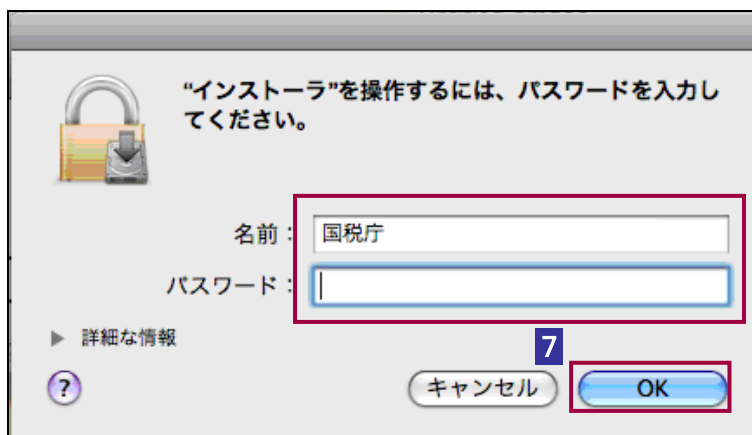 “インストーラ”を操作するには、パスワードを入力し
てください。
名前：
国税庁
パスワード：
▶ 詳細な情報
7
?
キャンセル
OK